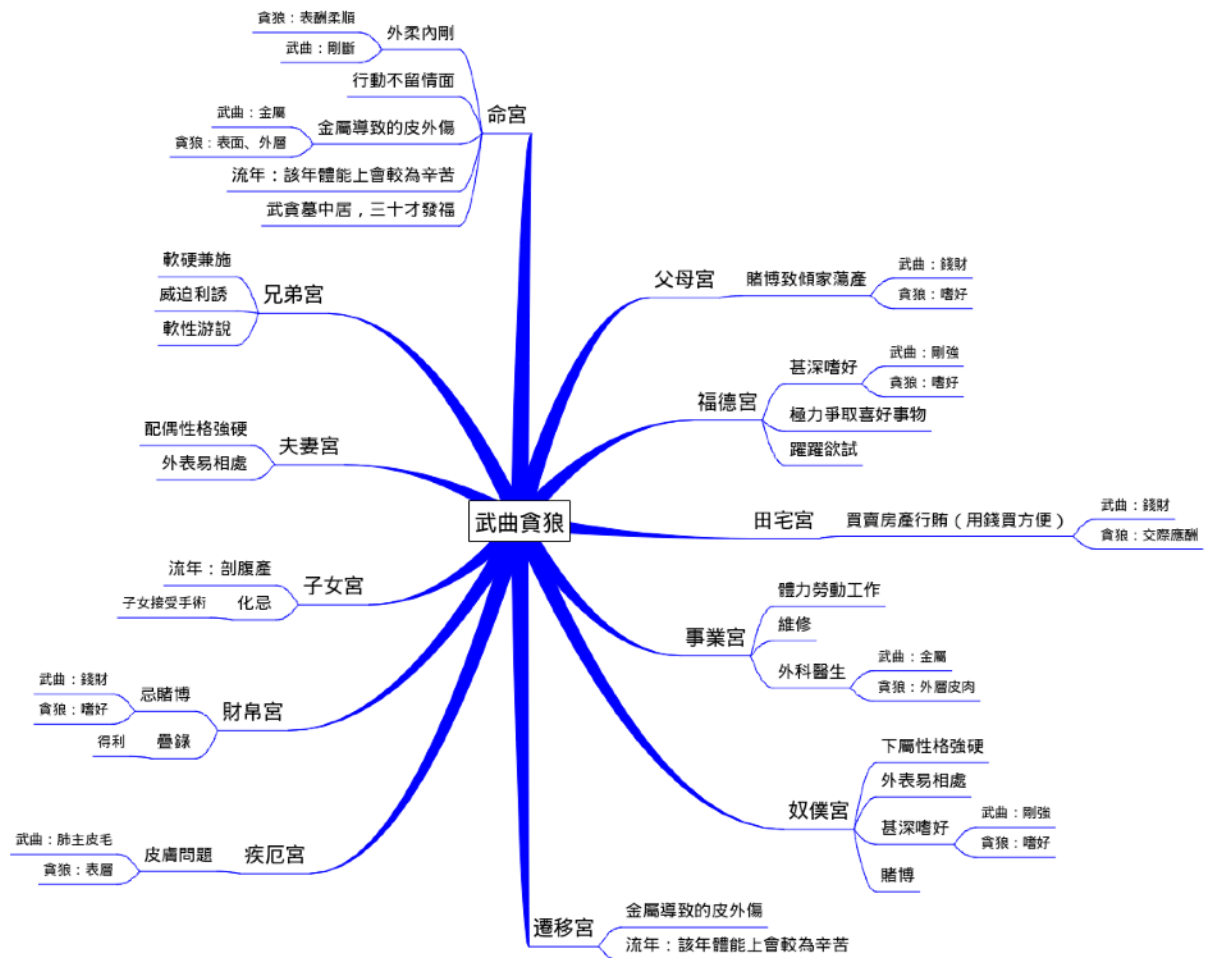 武曲貪狼
命宮
外柔內剛
貪狼：表酬柔順
武曲：剛斷
行動不留情面
金屬導致的皮外傷
武曲：金屬
貪狼：表面、外層
流年：該年體能上會較為辛苦
武貪墓中居，三十才發福
兄弟宮
軟硬兼施
威迫利誘
軟性游說
夫妻宮
配偶性格強硬
外表易相處
子女宮
流年：剖腹產
化忌
子女接受手術
財帛宮
忌賭博
武曲：錢財
貪狼：嗜好
疊錄
得利
疾厄宮
皮膚問題
武曲：肺主皮毛
貪狼：表層
遷移宮
金屬導致的皮外傷
流年：該年體能上會較為辛苦
奴僕宮
下屬性格強硬
外表易相處
甚深嗜好
武曲：剛強
貪狼：嗜好
賭博
事業宮
體力勞動工作
維修
外科醫生
武曲：金屬
貪狼：外層皮肉
田宅宮
買賣房產行賄（用錢買方便）
武曲：錢財
貪狼：交際應酬
福德宮
甚深嗜好
武曲：剛強
貪狼：嗜好
極力爭取喜好事物
躍躍欲試
父母宮
賭博致傾家蕩產
武曲：錢財
貪狼：嗜好